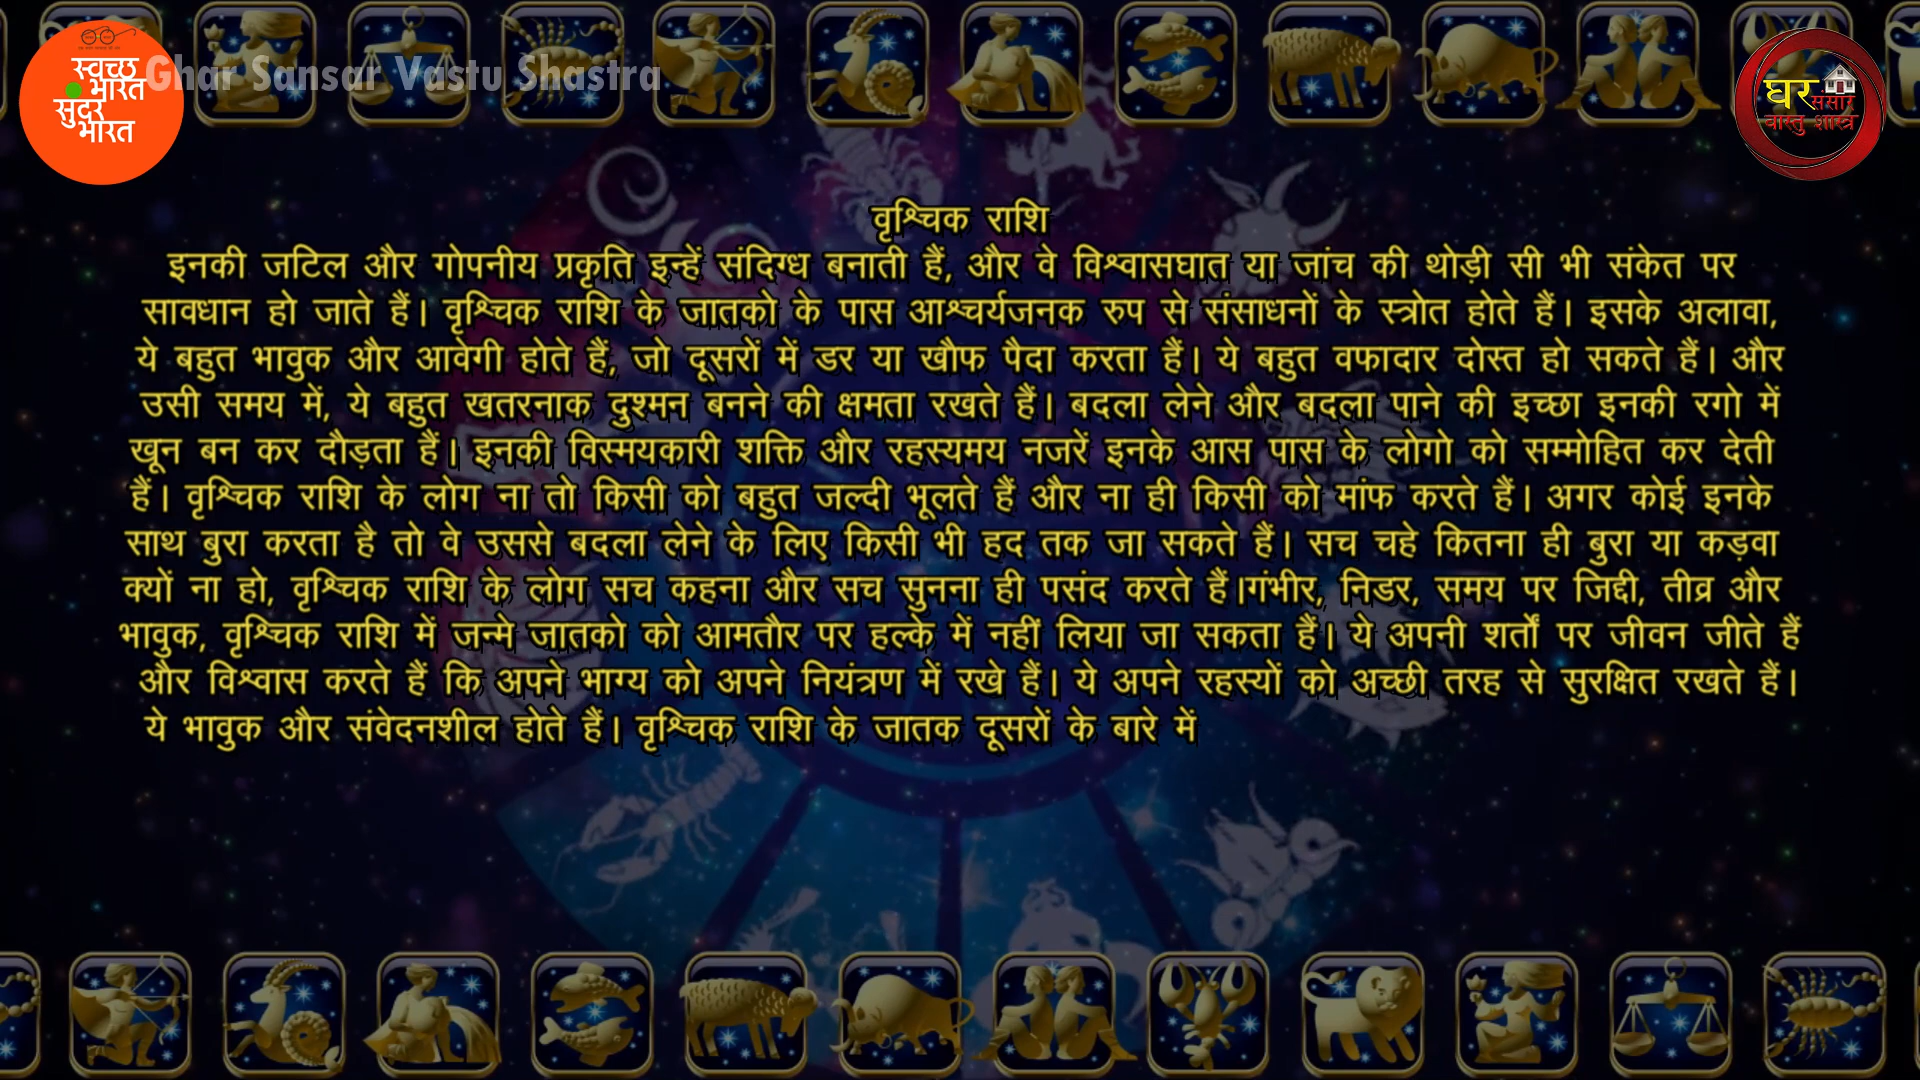 स्वच्छ
भारत
सुंदर
भारत
Ghar Sansar Vastu Shastra
घर
संसार
वास्तु शास्त्र
वृश्चिक राशि
इनकी जटिल और गोपनीय प्रकृति इन्हें संदिग्ध बनाती हैं, और वे विश्वासघात या जांच की थोड़ी सी भी संकेत पर
सावधान हो जाते हैं। वृश्चिक राशि के जातको के पास आश्चर्यजनक रुप से संसाधनों के स्त्रोत होते हैं। इसके अलावा,
ये बहुत भावुक और आवेगी होते हैं, जो दूसरों में डर या खौफ पैदा करता हैं। ये बहुत वफादार दोस्त हो सकते हैं। और
उसी समय में, ये बहुत खतरनाक दुश्मन बनने की क्षमता रखते हैं। बदला लेने और बदला पाने की इच्छा इनकी रगो में
खून बन कर दौड़ता हैं। इनकी विस्मयकारी शक्ति और रहस्यमय नजरें इनके आस पास के लोगो को सम्मोहित कर देती
हैं। वृश्चिक राशि के लोग ना तो किसी को बहुत जल्दी भूलते हैं और ना ही किसी को मांफ करते हैं। अगर कोई इनके
साथ बुरा करता है तो वे उससे बदला लेने के लिए किसी भी हद तक जा सकते हैं। सच चहे कितना ही बुरा या कड़वा
क्यों ना हो, वृश्चिक राशि के लोग सच कहना और सच सुनना ही पसंद करते हैं।गंभीर, निडर, समय पर जिद्दी, तीव्र और
भावुक, वृश्चिक राशि में जन्मे जातको को आमतौर पर हल्के में नहीं लिया जा सकता हैं। ये अपनी शर्तों पर जीवन जीते हैं
और विश्वास करते हैं कि अपने भाग्य को अपने नियंत्रण में रखे हैं। ये अपने रहस्यों को अच्छी तरह से सुरक्षित रखते हैं।
ये भावुक और संवेदनशील होते हैं। वृश्चिक राशि के जातक दूसरों के बारे में